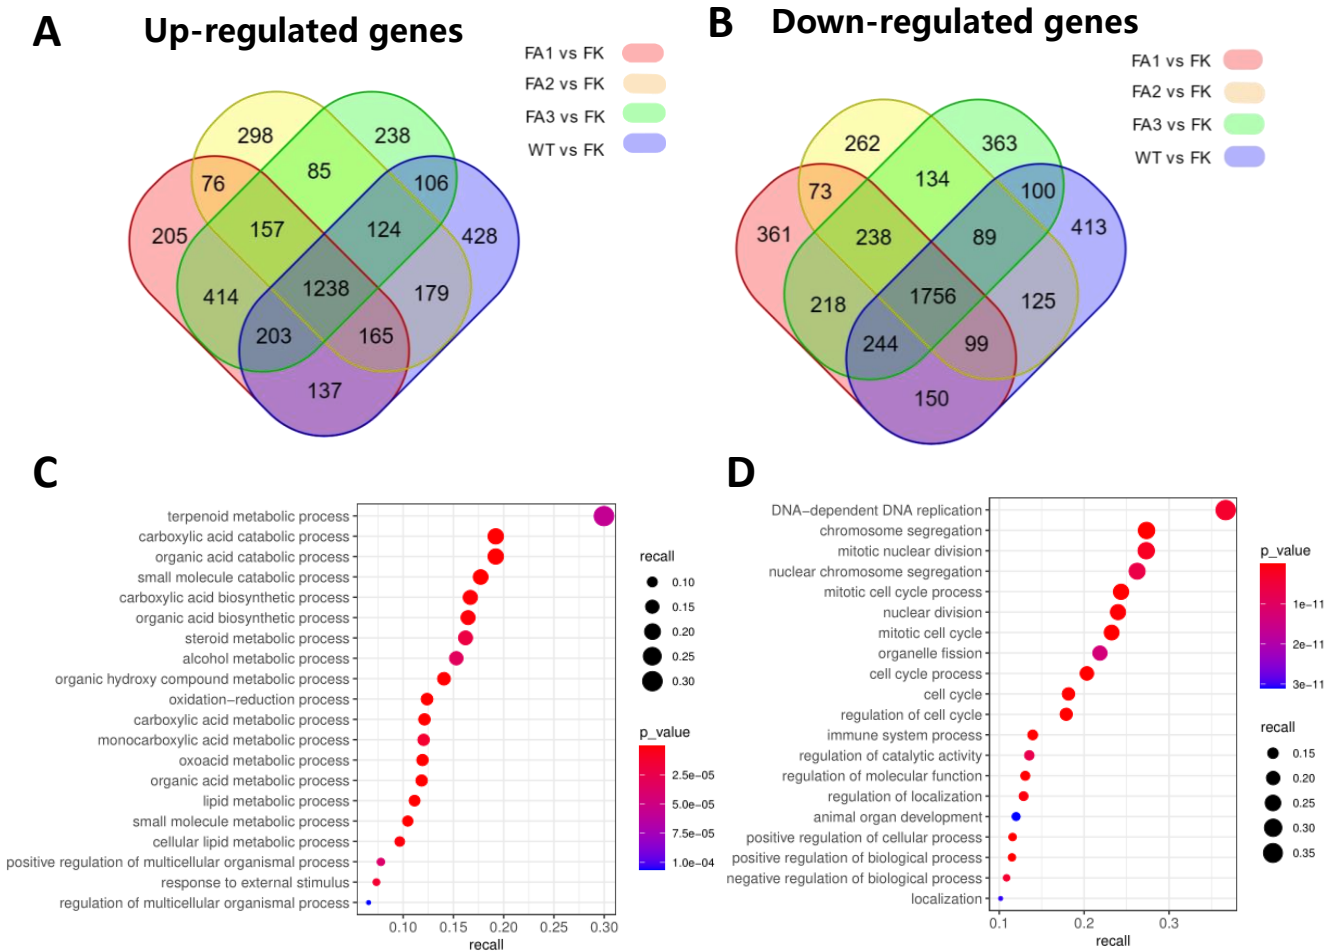 A
Up-regulated genes
FA1 vs FK
FA2 vs FK
FA3 vs FK
WT vs FK
298
238
85
76
106
205
157
124
428
414
1238
179
203
165
137
B
Down-regulated genes
FA1 vs FK
FA2 vs FK
FA3 vs FK
WT vs FK
262
363
134
73
100
361
238
89
413
218
1756
125
244
99
150
C
terpenoid metabolic process
carboxylic acid catabolic process
organic acid catabolic process
small molecule catabolic process
carboxylic acid biosynthetic process
organic acid biosynthetic process
steroid metabolic process
alcohol metabolic process
organic hydroxy compound metabolic process
oxidation−reduction process
carboxylic acid metabolic process
monocarboxylic acid metabolic process
oxoacid metabolic process
organic acid metabolic process
lipid metabolic process
small molecule metabolic process
cellular lipid metabolic process
positive regulation of multicellular organismal process
response to external stimulus
regulation of multicellular organismal process
0.10 0.15 0.20 0.25 0.30
recall
recall
0.10
0.15
0.20
0.25
0.30
p_value
2.5e−05
5.0e−05
7.5e−05
1.0e−04
D
DNA−dependent DNA replication
chromosome segregation
mitotic nuclear division
nuclear chromosome segregation
mitotic cell cycle process
nuclear division
mitotic cell cycle
organelle fission
cell cycle process
cell cycle
regulation of cell cycle
immune system process
regulation of catalytic activity
regulation of molecular function
regulation of localization
animal organ development
positive regulation of cellular process
positive regulation of biological process
negative regulation of biological process
localization
0.1 0.2 0.3
recall
p_value
1e−11
2e−11
3e−11
recall
0.15
0.20
0.25
0.30
0.35